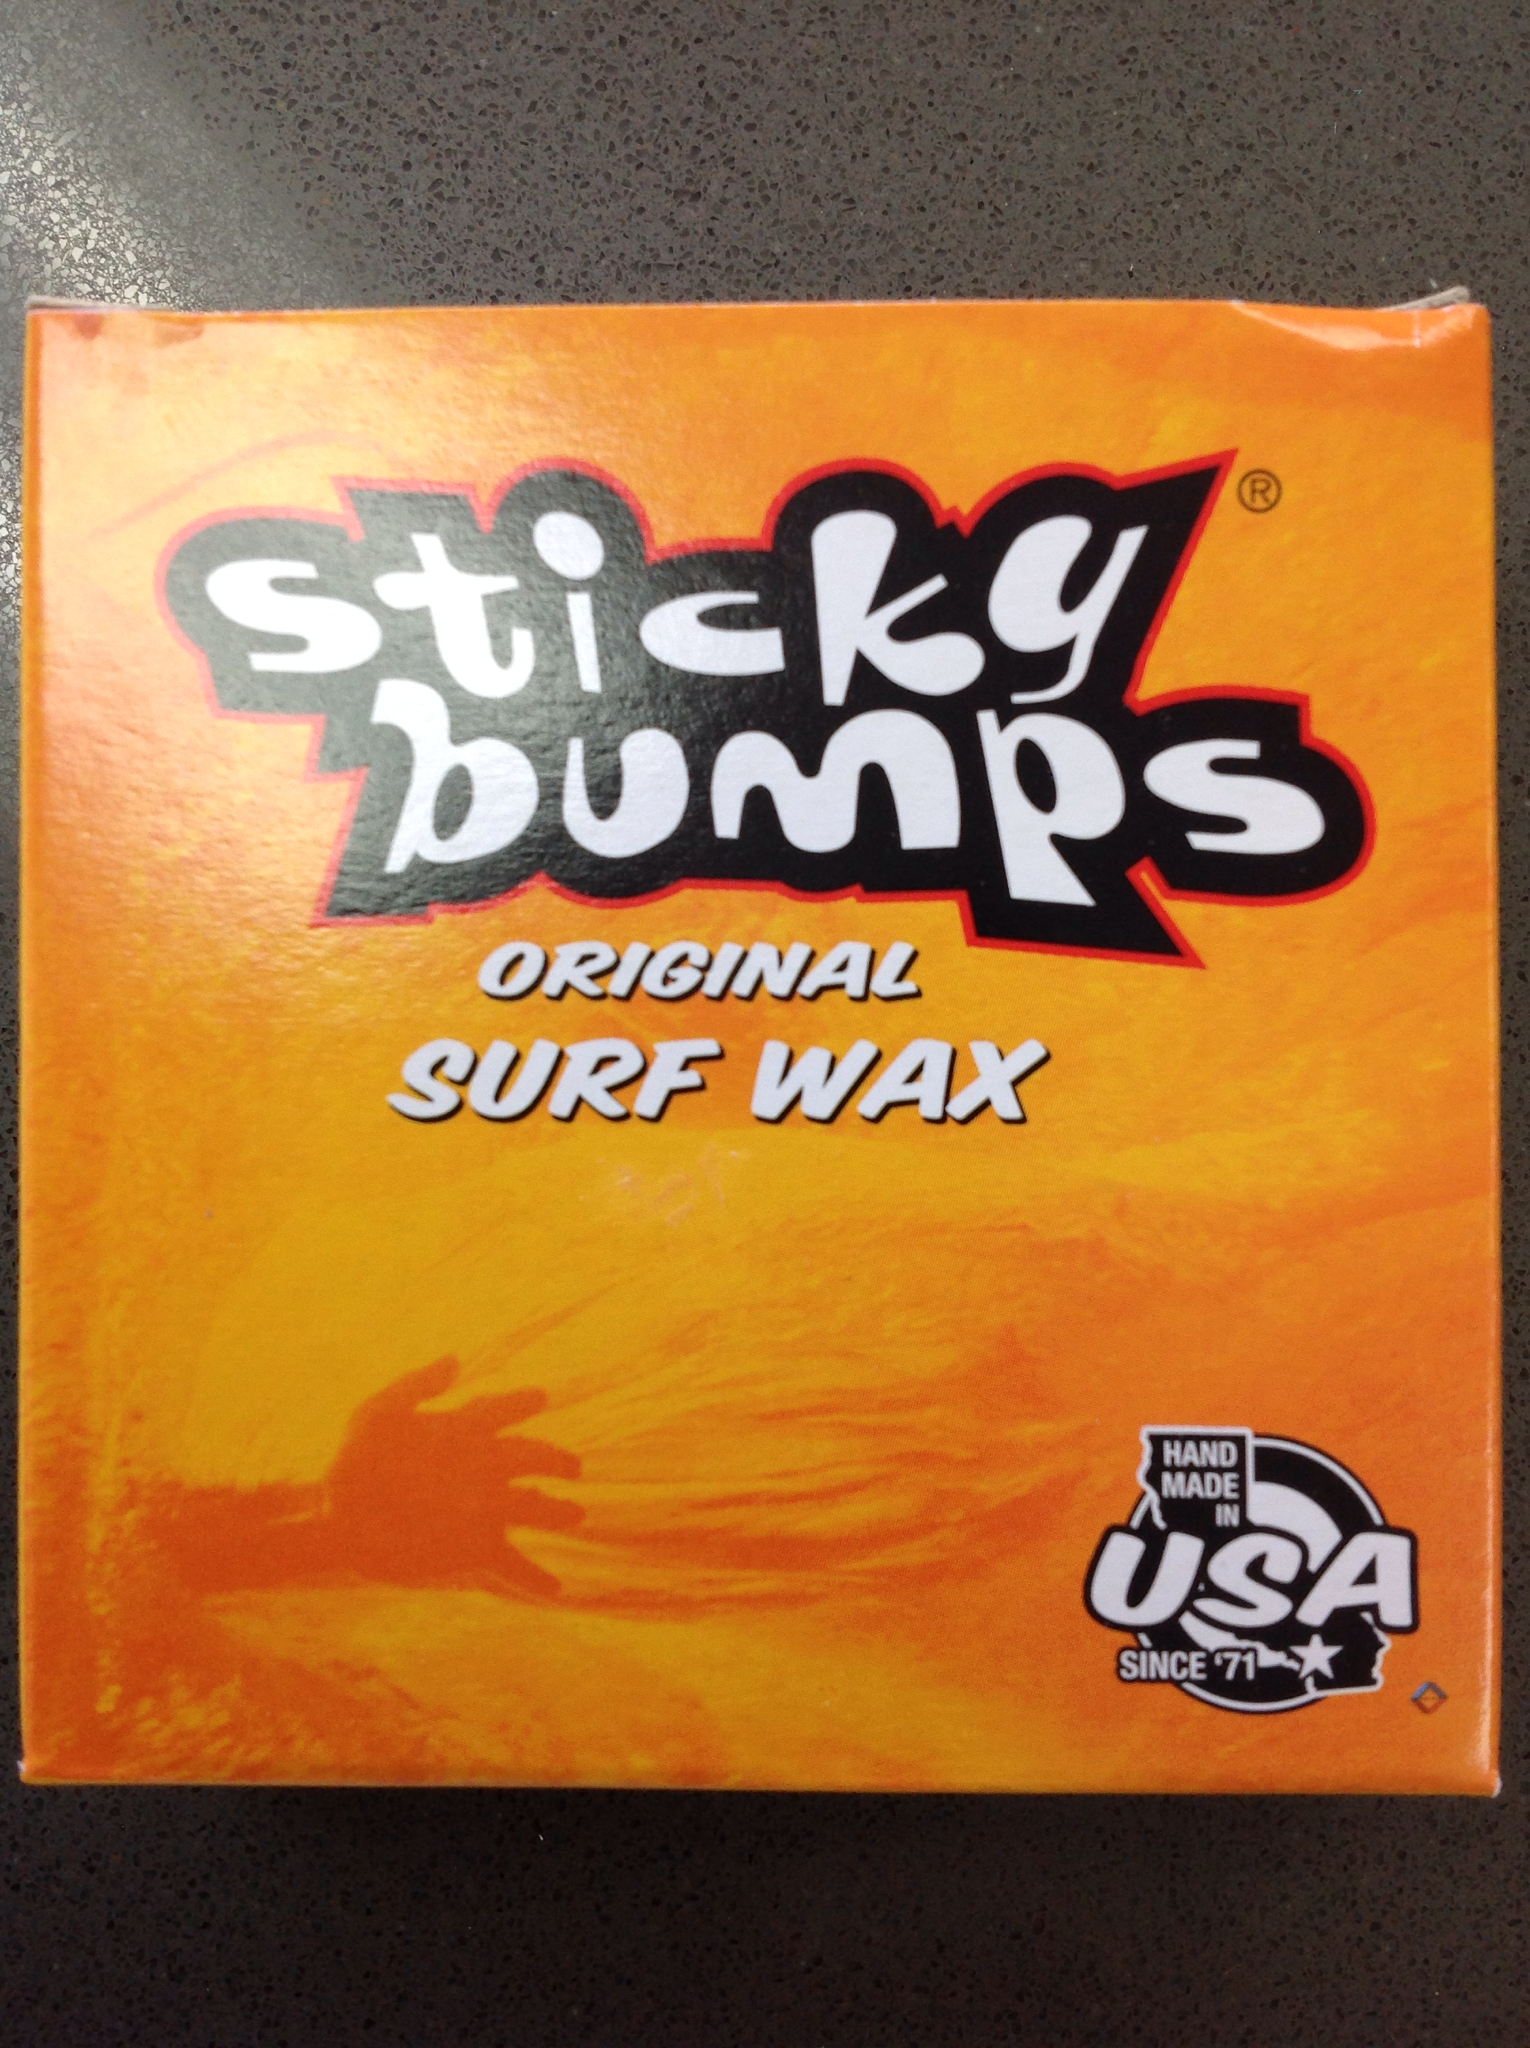 sticky ®
bumps
ORIGINAL
SURF WAX
HAND
MADE
IN
USA
SINCE '71